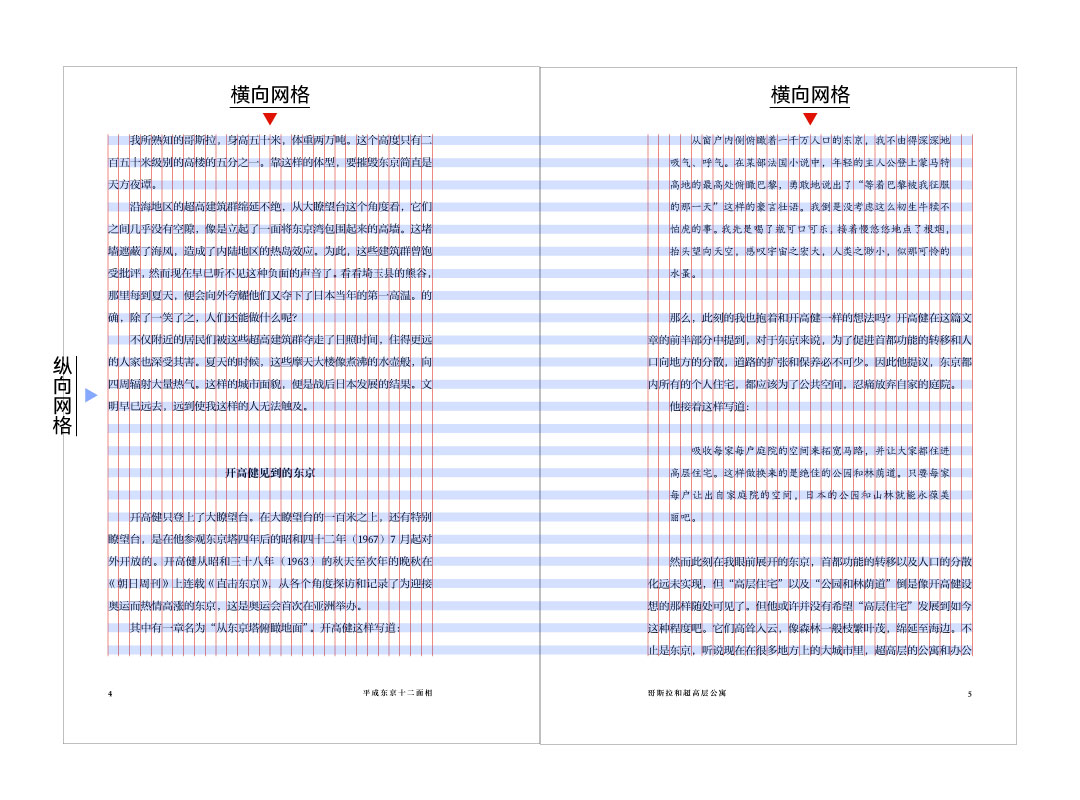 横向网格
我所熟知的哥斯拉，身高五十米，体重两万吨。这个高度只有二
百五十米级别的高楼的五分之一。靠这样的体型，要摧毁东京简直是
天方夜谭。
沿海地区的超高建筑群绵延不绝，从大瞭望台这个角度看，它们
之间几乎没有空隙，像是立起了一面将东京湾包围起来的高墙。这堵
墙遮蔽了海风，造成了内陆地区的热岛效应。为此，这些建筑群曾饱
受批评，然而现在早已听不见这种负面的声音了。看看埼玉县的熊谷，
那里每到夏天，便会向外夸耀他们又夺下了日本当年的第一高温。的
确，除了一笑了之，人们还能做什么呢？
不仅附近的居民们被这些超高建筑群夺走了日照时间，住得更远
的人家也深受其害。夏天的时候，这些摩天大楼像煮沸的水壶般，向
四周辐射大量热气。这样的城市面貌，便是战后日本发展的结果。文
明早已远去，远到使我这样的人无法触及。
纵向网格
开高健见到的东京
开高健只登上了大瞭望台。在大瞭望台的一百米之上，还有特别
瞭望台，是在他参观东京塔四年后的昭和四十二年（1967）7 月起对
外开放的。开高健从昭和三十八年（1963）的秋天至次年的晚秋在
《朝日周刊》上连载《直击东京》，从各个角度探访和记录了为迎接
奥运而热情高涨的东京，这是奥运会首次在亚洲举办。
其中有一章名为“从东京塔俯瞰地面”。开高健这样写道：
4
平成东京十二面相
横向网格
从窗户内侧俯瞰着一千万人口的东京，我不由得深深地
吸气、呼气。在某部法国小说中，年轻的主人公登上蒙马特
高地的最高处俯瞰巴黎，勇敢地说出了“等着巴黎被我征服
的那一天”这样的豪言壮语。我倒是没考虑这么初生牛犊不
怕虎的事。我先是喝了瓶可口可乐，接着慢悠悠地点了根烟，
抬头望向天空，感叹宇宙之宏大，人类之渺小，似那可怜的
水虿。
那么，此刻的我也抱着和开高健一样的想法吗？开高健在这篇文
章的前半部分中提到，对于东京来说，为了促进首都功能的转移和人
口向地方的分散，道路的扩张和保养必不可少。因此他提议，东京都
内所有的个人住宅，都应该为了公共空间，忍痛放弃自家的庭院。
他接着这样写道：
吸收每家每户庭院的空间来拓宽马路，并让大家都住进
高层住宅。这样做换来的是绝佳的公园和林荫道。只要每家
每户让出自家庭院的空间，日本的公园和山林就能永葆美
丽吧。
然而此刻在我眼前展开的东京，首都功能的转移以及人口的分散
化远未实现，但“高层住宅”以及“公园和林荫道”倒是像开高健设
想的那样随处可见了。但他或许并没有希望“高层住宅”发展到如今
这种程度吧。它们高耸入云，像森林一般枝繁叶茂，绵延至海边。不
止是东京，听说现在在很多地方上的大城市里，超高层的公寓和办公
哥斯拉和超高层公寓
5